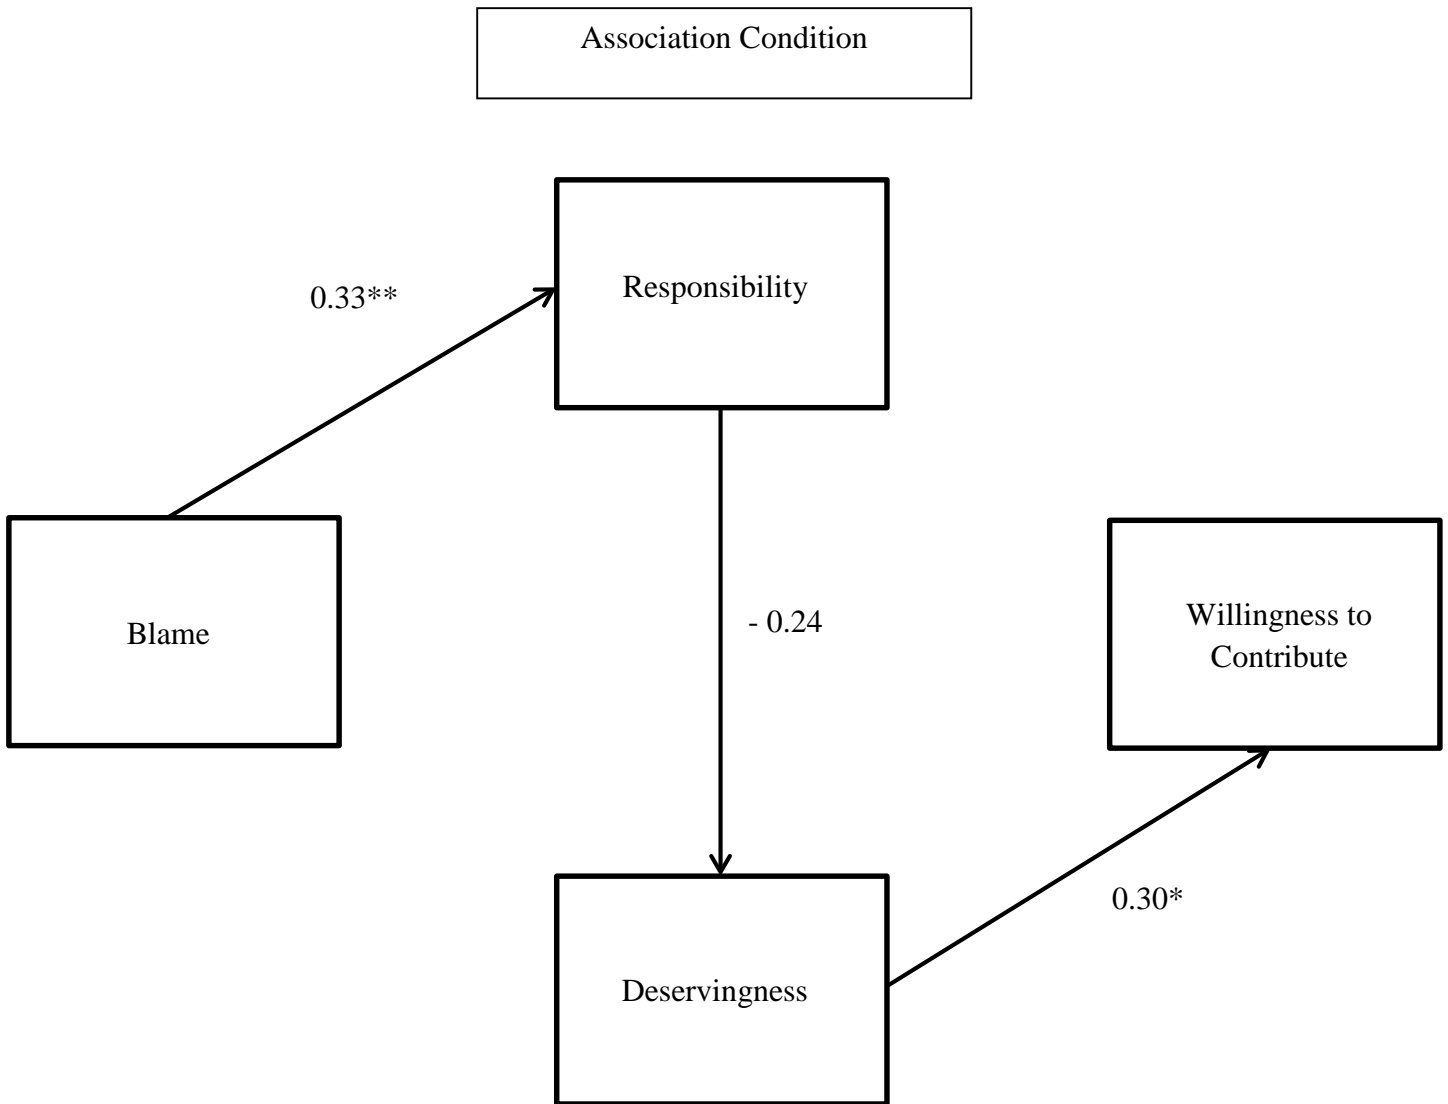 Association Condition
Responsibility
0.33**
Blame
- 0.24
Willingness to
Contribute
0.30*
Deservingness